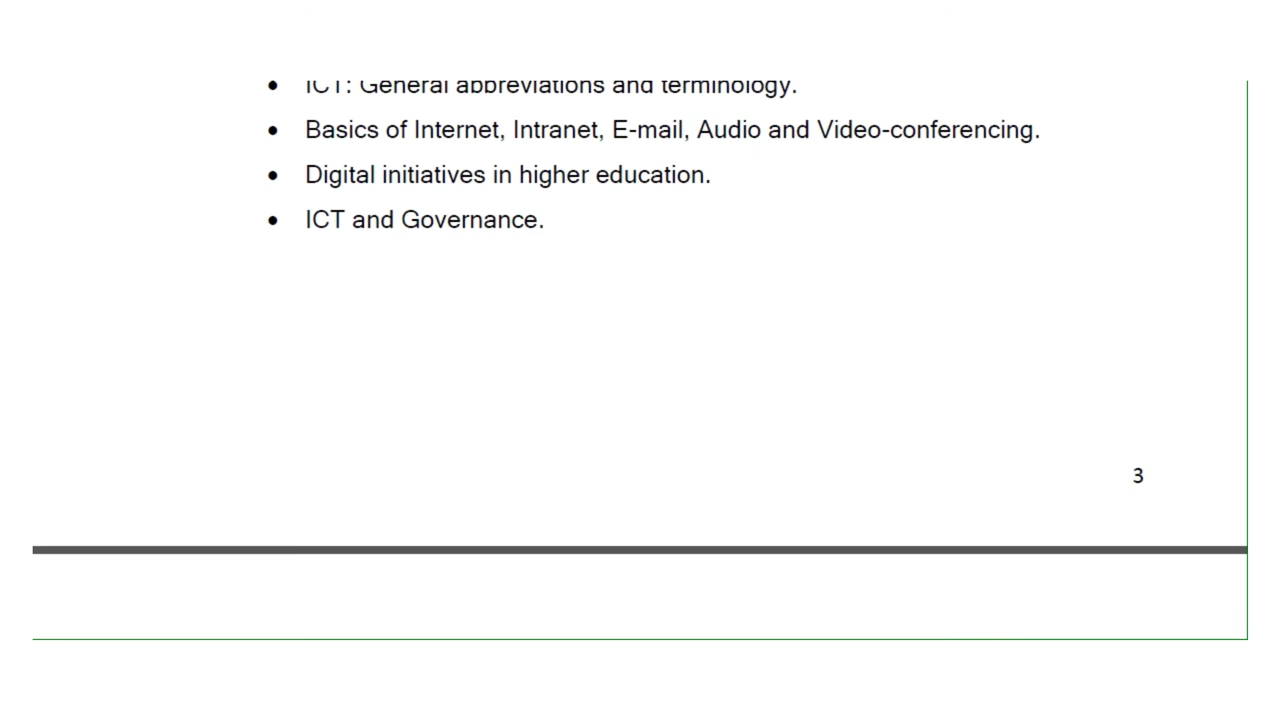 • ICT: General abbreviations and terminology.
• Basics of Internet, Intranet, E-mail, Audio and Video-conferencing.
• Digital initiatives in higher education.
• ICT and Governance.
3